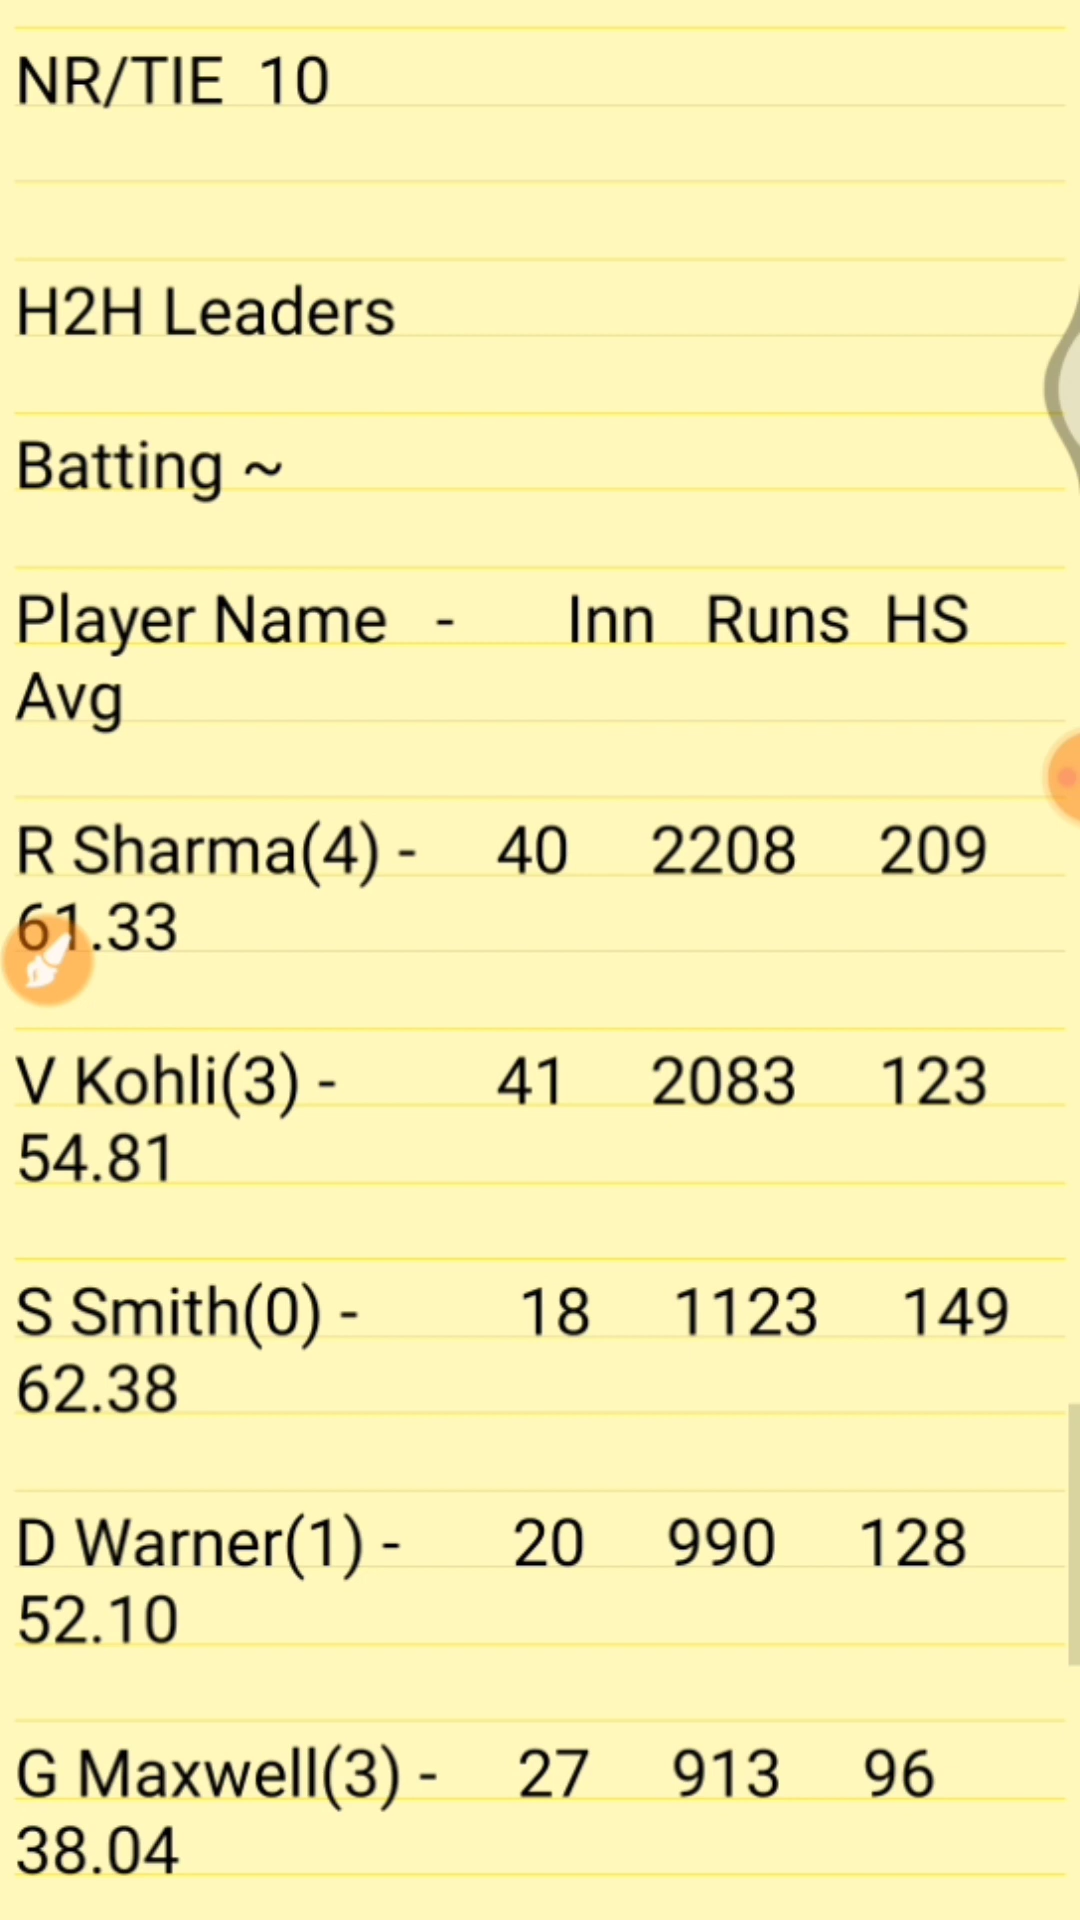 NR/TIE 10
H2H Leaders
Batting ~
Player Name - Inn Runs HS
Avg
R Sharma(4) - 40 2208 209
61.33
V Kohli(3) - 41 2083 123
54.81
S Smith(0) - 18 1123 149
62.38
D Warner(1) - 20 990 128
52.10
G Maxwell(3) - 27 913 96
38.04